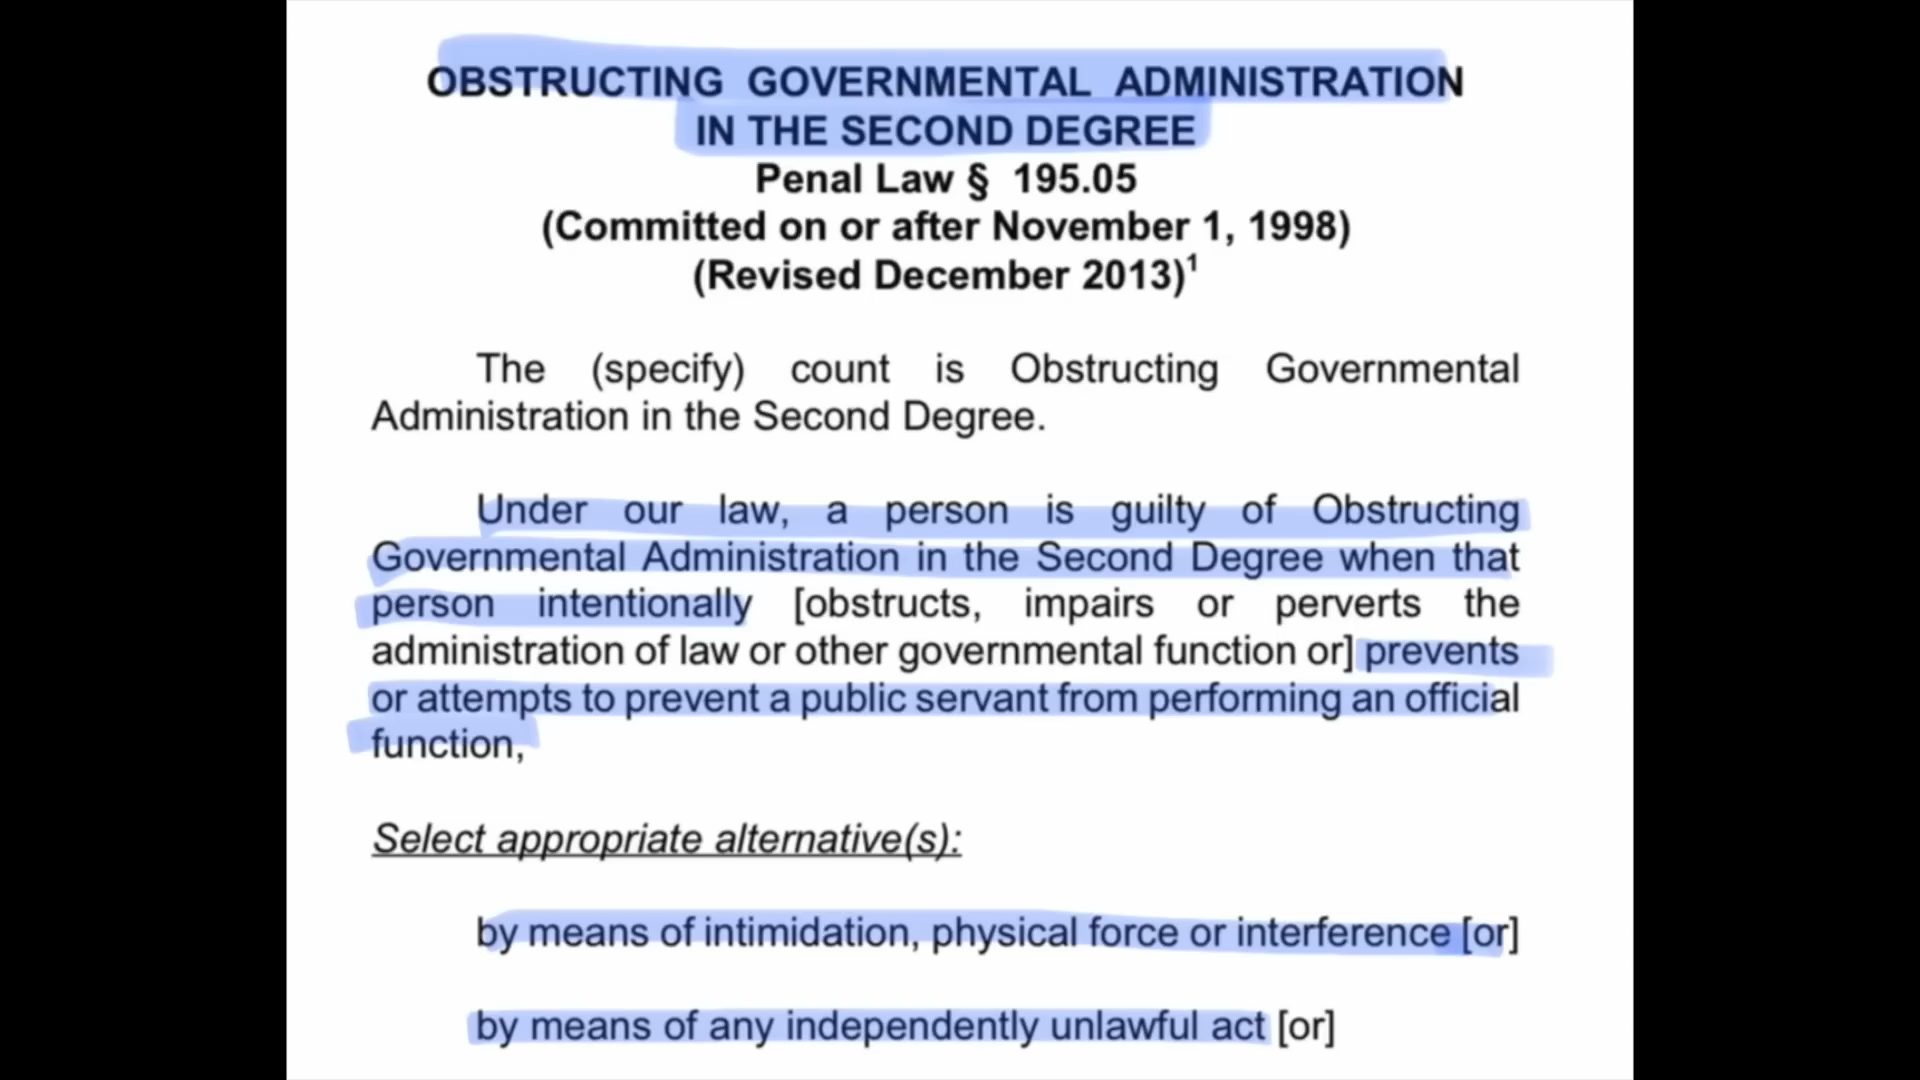 OBSTRUCTING GOVERNMENTAL ADMINISTRATION
IN THE SECOND DEGREE
Penal Law § 195.05
(Committed on or after November 1, 1998)
(Revised December 2013)¹
The (specify) count is Obstructing Governmental
Administration in the Second Degree.
Under our law, a person is guilty of Obstructing
Governmental Administration in the Second Degree when that
person intentionally [obstructs, impairs or perverts the
administration of law or other governmental function or] prevents
or attempts to prevent a public servant from performing an official
function,
Select appropriate alternative(s):
by means of intimidation, physical force or interference [or]
by means of any independently unlawful act [or]